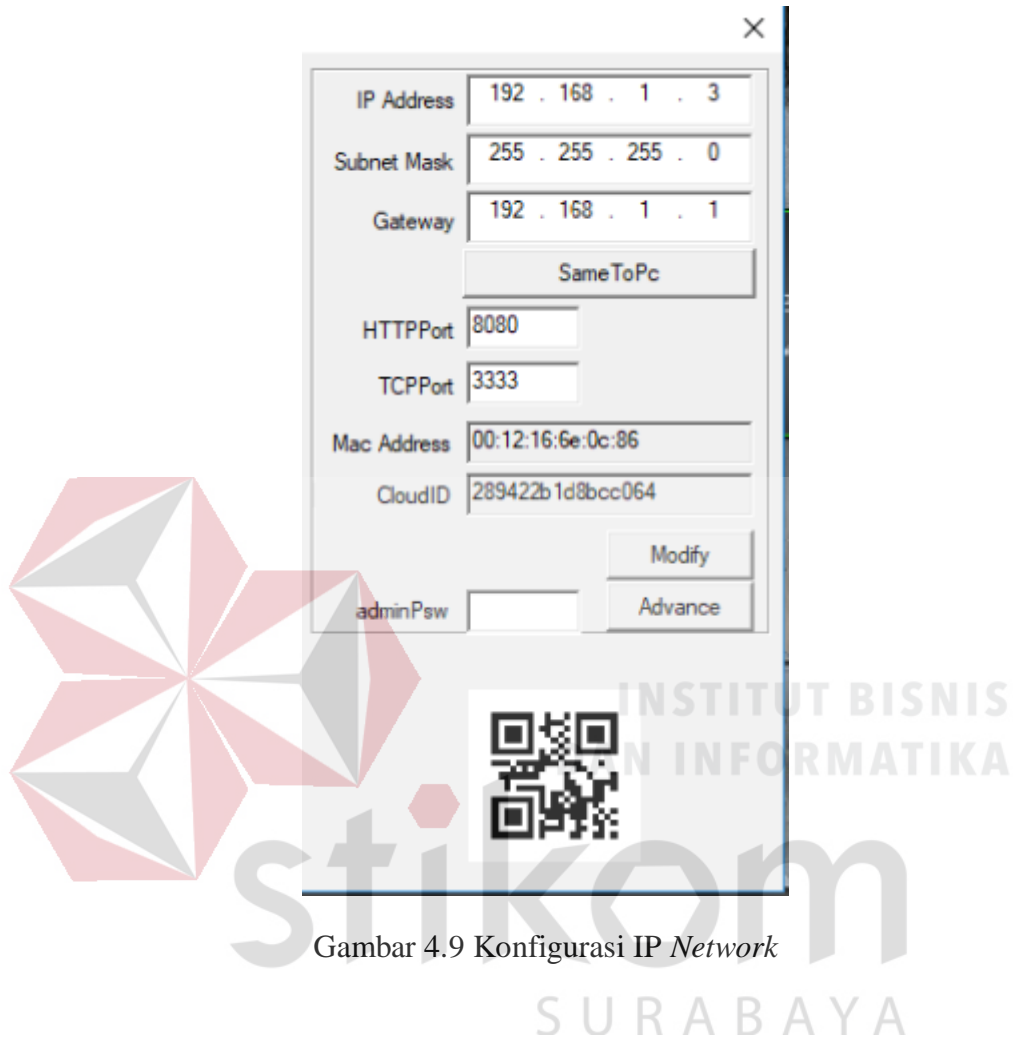 IP Address 192 . 168 . 1 . 3
Subnet Mask 255 . 255 . 255 . 0
Gateway 192 . 168 . 1 . 1
SameToPc
HTTPPort 8080
TCPPort 3333
Mac Address 00:12:16:6e:0c:86
CloudID 289422b1d8bcc064
Modify
adminPsw Advance
INSTITUT BISNIS
AN INFORMATIKA
stikom
Gambar 4.9 Konfigurasi IP Network
SURABAYA